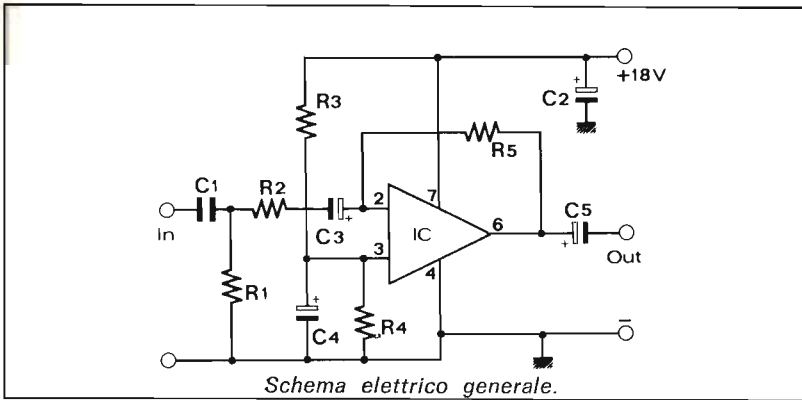 +18V
C2
R3
R5
C1
R2
2
7
C3
IC
6
C5
In
3
4
Out
R1
C4
R4
Schema elettrico generale.